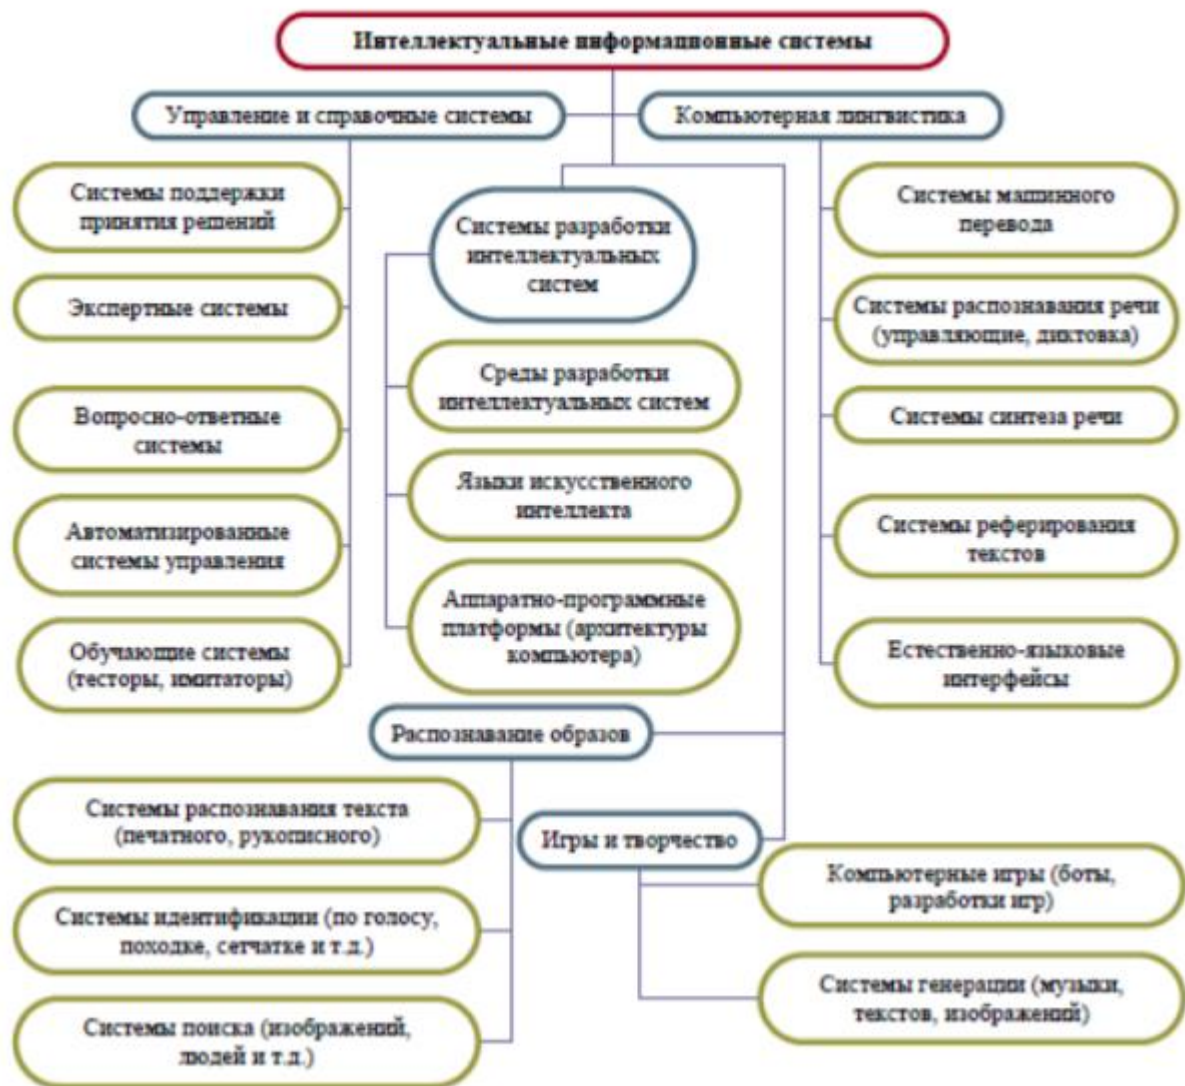 Интеллектуальные информационные системы
Управление и справочные системы
Системы поддержки
принятия решений
Экспертные системы
Вопросно-ответные
системы
Автоматизированные
системы управления
Обучающие системы
(тесторы, имитаторы)
Компьютерная лингвистика
Системы машинного
перевода
Системы распознавания речи
(управляющие, диктовка)
Системы синтеза речи
Системы реферирования
текстов
Естественно-языковые
интерфейсы
Системы разработки
интеллектуальных
систем
Среды разработки
интеллектуальных систем
Языки искусственного
интеллекта
Аппаратно-программные
платформы (архитектуры
компьютера)
Распознавание образов
Системы распознавания текста
(печатного, рукописного)
Системы идентификации (по голосу,
походке, сетчатке и т.д.)
Системы поиска (изображений,
людей и т.д.)
Игры и творчество
Компьютерные игры (боты,
разработки игр)
Системы генерации (музыки,
текстов, изображений)